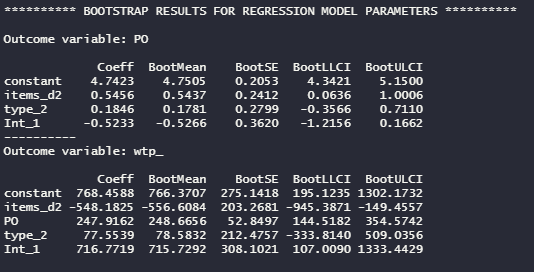 ********** BOOTSTRAP RESULTS FOR REGRESSION MODEL PARAMETERS **********
Outcome variable: PO
Coeff BootMean BootSE BootLLCI BootULCI
constant 4.7423 4.7505 0.2053 4.3421 5.1500
items_d2 0.5456 0.5437 0.2412 0.0636 1.0006
type_2 0.1846 0.1781 0.2799 -0.3566 0.7110
Int_1 -0.5233 -0.5266 0.3620 -1.2156 0.1662
----------
Outcome variable: wtp_
Coeff BootMean BootSE BootLLCI BootULCI
constant 768.4588 766.3707 275.1418 195.1235 1302.1732
items_d2 -548.1825 -556.6084 203.2681 -945.3871 -149.4557
PO 247.9162 248.6656 52.8497 144.5182 354.5742
type_2 77.5539 78.5832 212.4757 -333.8140 509.0356
Int_1 716.7719 715.7292 308.1021 107.0090 1333.4429